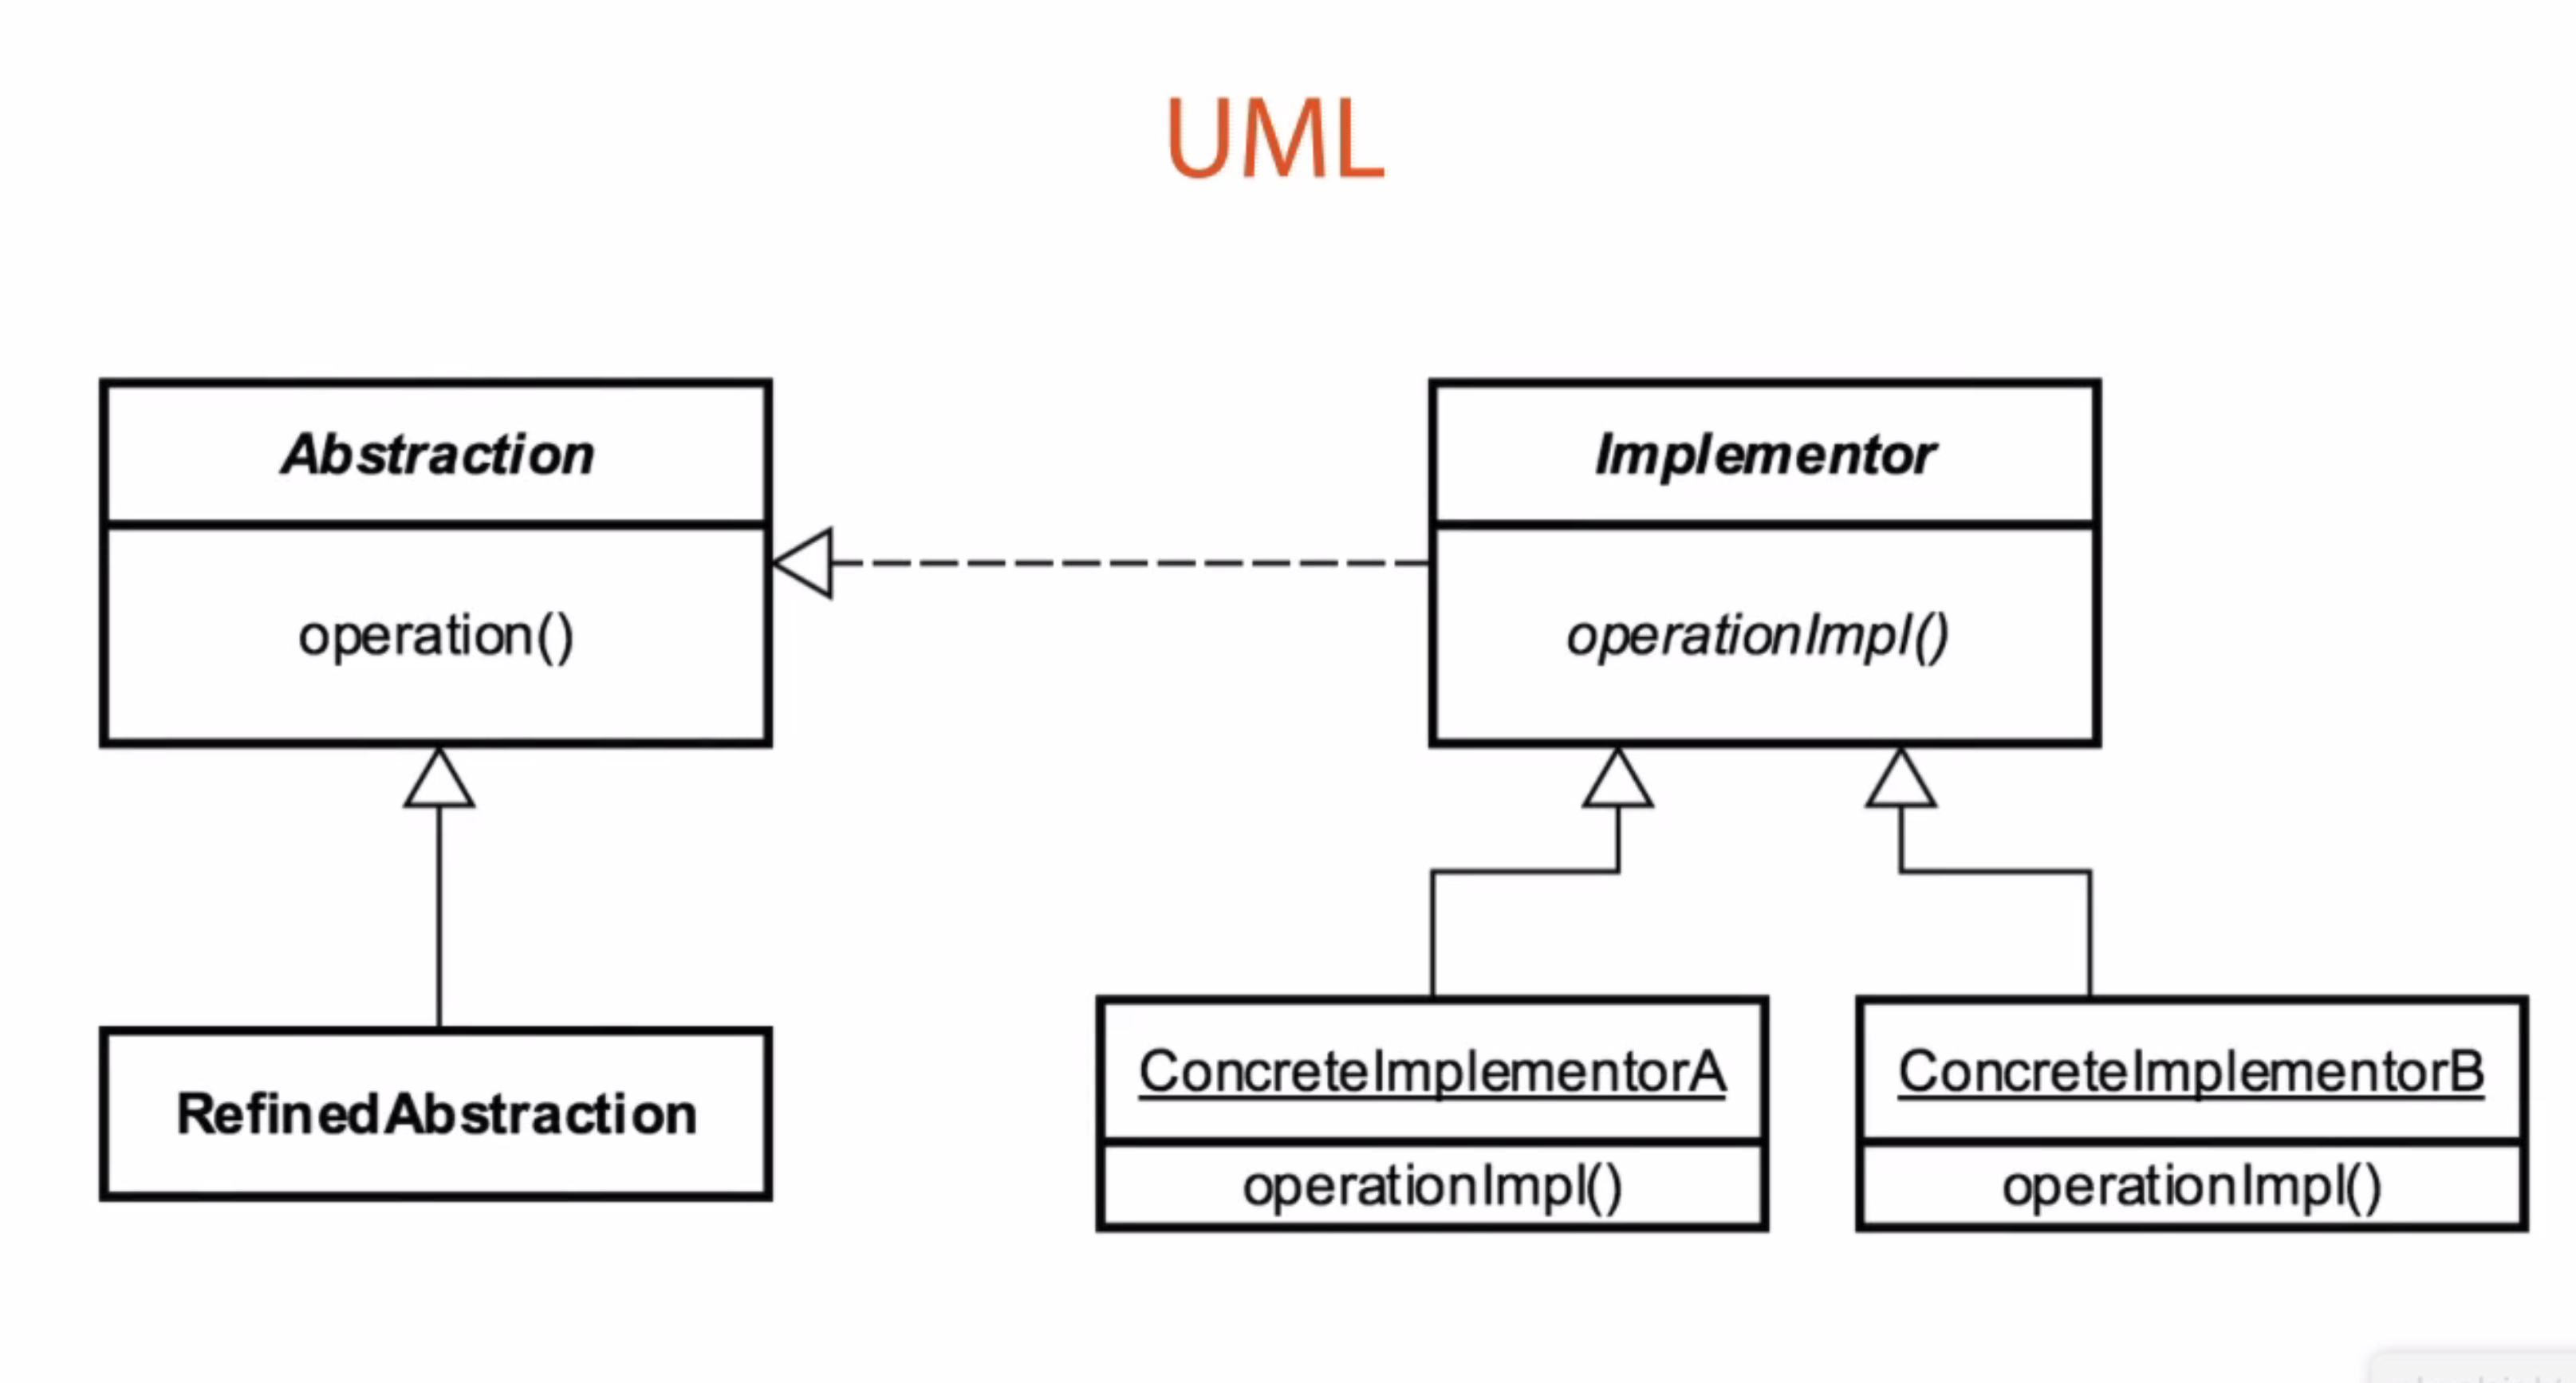 UML
Abstraction
operation()
Implementor
operationImpl()
RefinedAbstraction
ConcreteImplementorA
operationImpl()
ConcreteImplementorB
operationImpl()